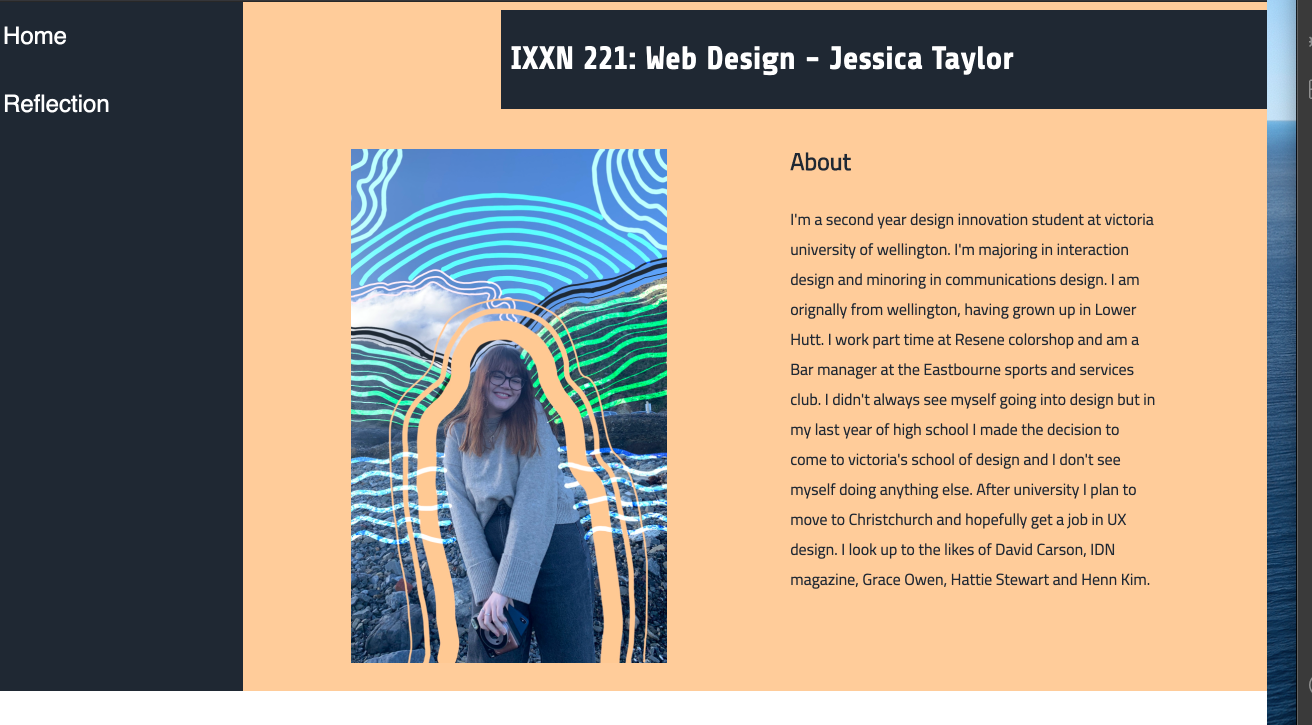 Home
Reflection
IXXN 221: Web Design - Jessica Taylor
About
I'm a second year design innovation student at victoria
university of wellington. I'm majoring in interaction
design and minoring in communications design. I am
orignally from wellington, having grown up in Lower
Hutt. I work part time at Resene colorshop and am a
Bar manager at the Eastbourne sports and services
club. I didn't always see myself going into design but in
my last year of high school I made the decision to
come to victoria's school of design and I don't see
myself doing anything else. After university I plan to
move to Christchurch and hopefully get a job in UX
design. I look up to the likes of David Carson, IDN
magazine, Grace Owen, Hattie Stewart and Henn Kim.